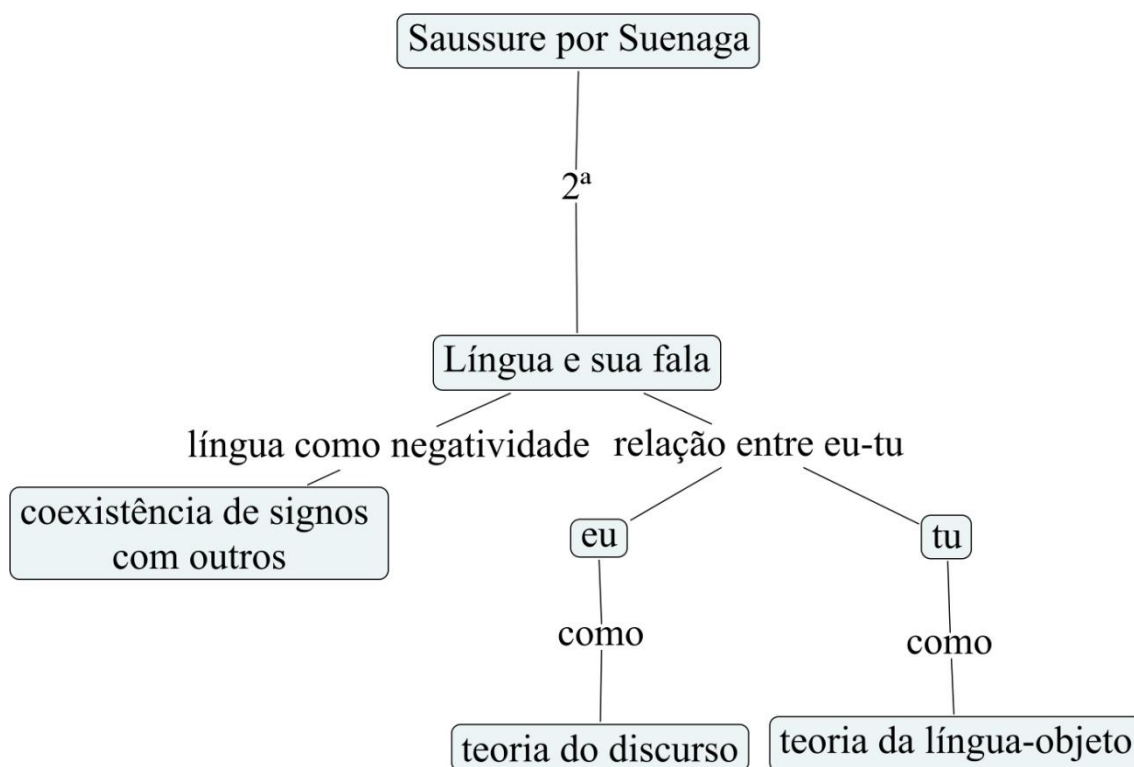 Saussure por Suenaga
2ª
Língua e sua fala
língua como negatividade
relação entre eu-tu
coexistência de signos
com outros
eu
tu
como
como
teoria do discurso
teoria da língua-objeto